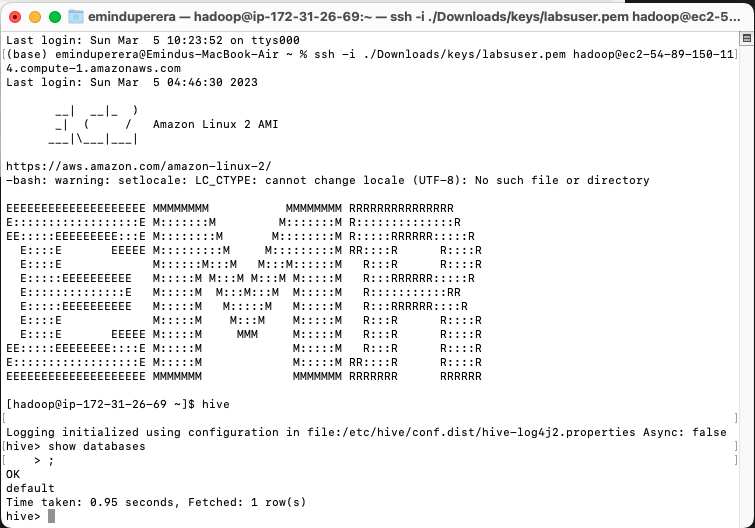 eminduperera — hadoop@ip-172-31-26-69:~ — ssh -i ./Downloads/keys/labsuser.pem hadoop@ec2-5...
Last login: Sun Mar  5 10:23:52 on ttys000
[(base) eminduperera@Emindus-MacBook-Air ~ % ssh -i ./Downloads/keys/labsuser.pem hadoop@ec2-54-89-150-11]
4.compute-1.amazonaws.com
Last login: Sun Mar  5 04:46:30 2023

       __|  __|_  )
       _|  (     /   Amazon Linux 2 AMI
      ___|\___|___|

https://aws.amazon.com/amazon-linux-2/
-bash: warning: setlocale: LC_CTYPE: cannot change locale (UTF-8): No such file or directory

EEEEEEEEEEEEEEEEEEEE MMMMMMMM           MMMMMMMM RRRRRRRRRRRRRRR
E::::::::::::::::::E M:::::::M         M:::::::M R::::::::::::::R
EE:::::EEEEEEEEE:::E M::::::::M       M::::::::M R:::::RRRRRR:::::R
  E::::E       EEEEE M:::::::::M     M:::::::::M RR::::R      R::::R
  E::::E             M::::::M:::M   M:::M::::::M   R:::R      R::::R
  E:::::EEEEEEEEEE   M:::::M M:::M M:::M M:::::M   R:::RRRRRR:::::R
  E::::::::::::::E   M:::::M  M:::M:::M  M:::::M   R:::::::::::RR
  E:::::EEEEEEEEEE   M:::::M   M:::::M   M:::::M   R:::RRRRRR::::R
  E::::E             M:::::M    M:::M    M:::::M   R:::R      R::::R
  E::::E       EEEEE M:::::M     MMM     M:::::M   R:::R      R::::R
EE:::::EEEEEEEE::::E M:::::M             M:::::M   R:::R      R::::R
E::::::::::::::::::E M:::::M             M:::::M RR::::R      R::::R
EEEEEEEEEEEEEEEEEEEE MMMMMMM             MMMMMMM RRRRRRR      RRRRRR

[hadoop@ip-172-31-26-69 ~]$ hive
[ ]
Logging initialized using configuration in file:/etc/hive/conf.dist/hive-log4j2.properties Async: false
[hive> show databases ]
[    > ; ]
OK
default
Time taken: 0.95 seconds, Fetched: 1 row(s)
hive>